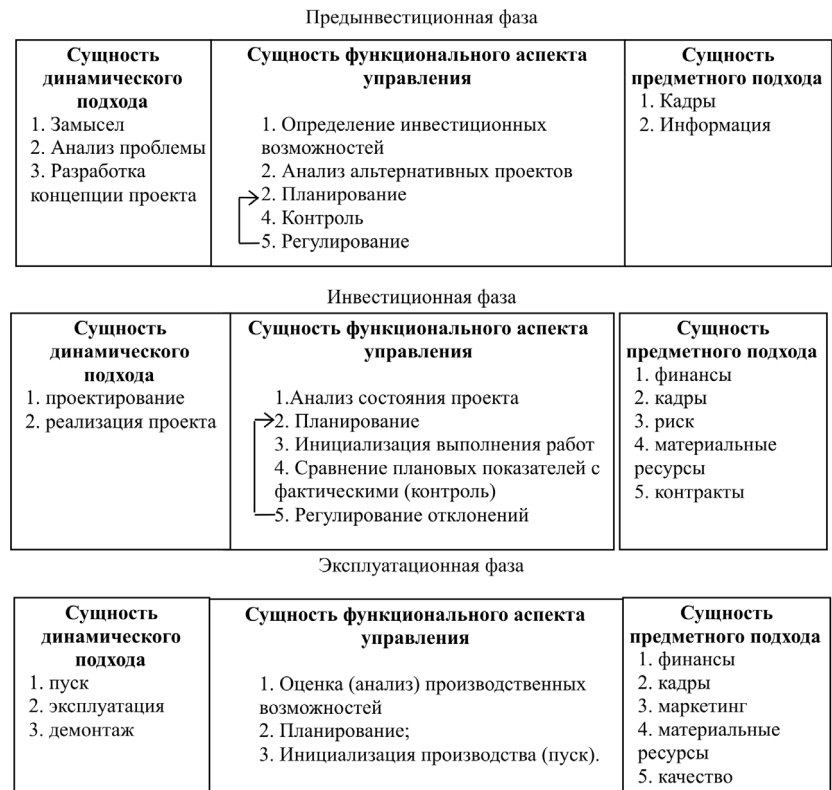 Предынвестиционная фаза
Сущность
динамического
подхода
1. Замысел
2. Анализ проблемы
3. Разработка
концепции проекта
Сущность функционального аспекта
управления
1. Определение инвестиционных
возможностей
2. Анализ альтернативных проектов
2. Планирование
4. Контроль
5. Регулирование
Сущность
предметного подхода
1. Кадры
2. Информация
Инвестиционная фаза
Сущность
динамического
подхода
1. проектирование
2. реализация проекта
Сущность функционального аспекта
управления
1.Анализ состояния проекта
2. Планирование
3. Инициализация выполнения работ
4. Сравнение плановых показателей с
фактическими (контроль)
5. Регулирование отклонений
Сущность
предметного подхода
1. финансы
2. кадры
3. риск
4. материальные
ресурсы
5. контракты
Эксплуатационная фаза
Сущность
динамического
подхода
1. пуск
2. эксплуатация
3. демонтаж
Сущность функционального аспекта
управления
1. Оценка (анализ) производственных
возможностей
2. Планирование;
3. Инициализация производства (пуск).
Сущность
предметного подхода
1. финансы
2. кадры
3. маркетинг
4. материальные
ресурсы
5. качество